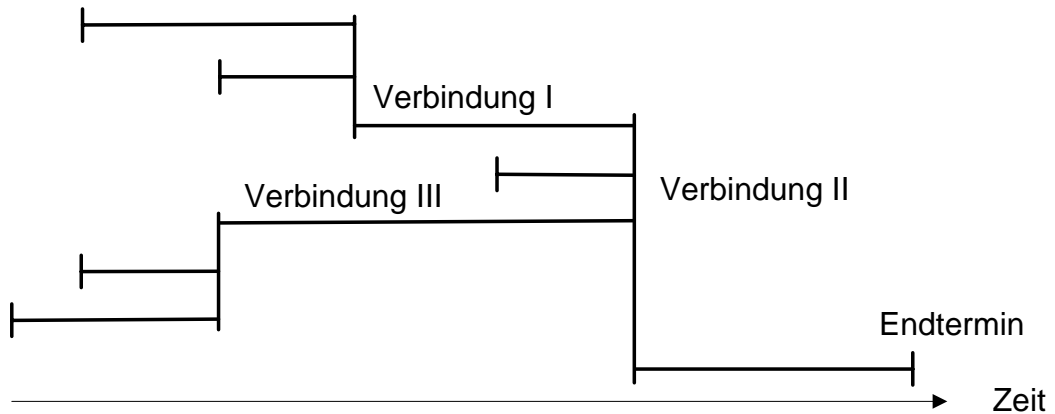 Verbindung I
Verbindung III
Verbindung II
Endtermin
Zeit